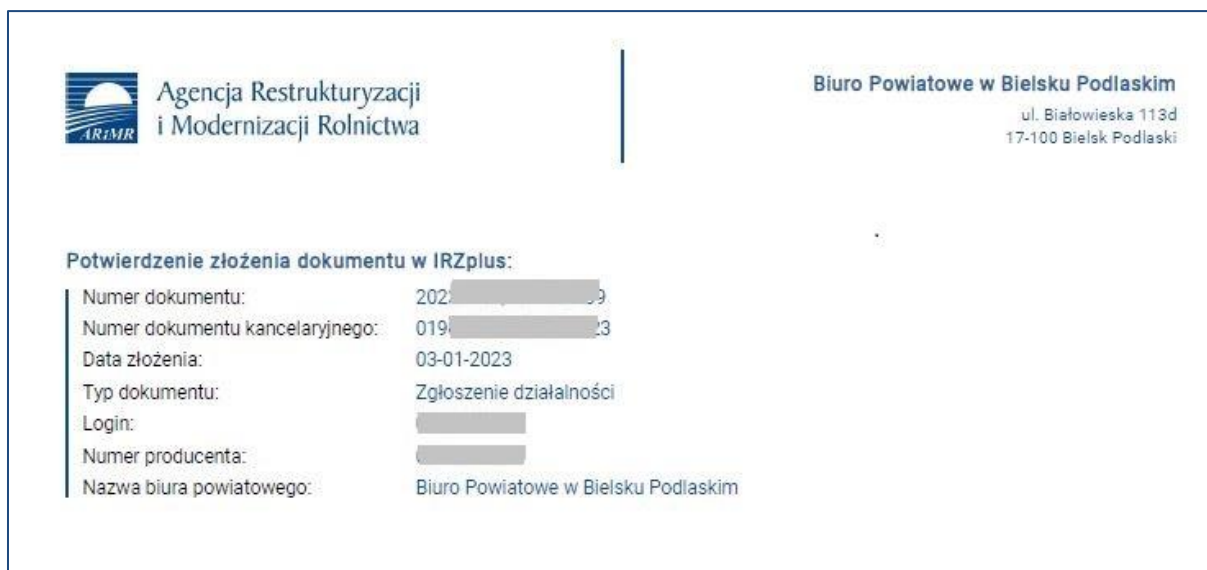 ARiMR
Agencja Restrukturyzacji
i Modernizacji Rolnictwa
Biuro Powiatowe w Bielsku Podlaskim
ul. Białowieska 113d
17-100 Bielsk Podlaski
Potwierdzenie złożenia dokumentu w IRZplus:
Numer dokumentu:
Numer dokumentu kancelaryjnego:
Data złożenia: 03-01-2023
Typ dokumentu: Zgłoszenie działalności
Login:
Numer producenta:
Nazwa biura powiatowego: Biuro Powiatowe w Bielsku Podlaskim